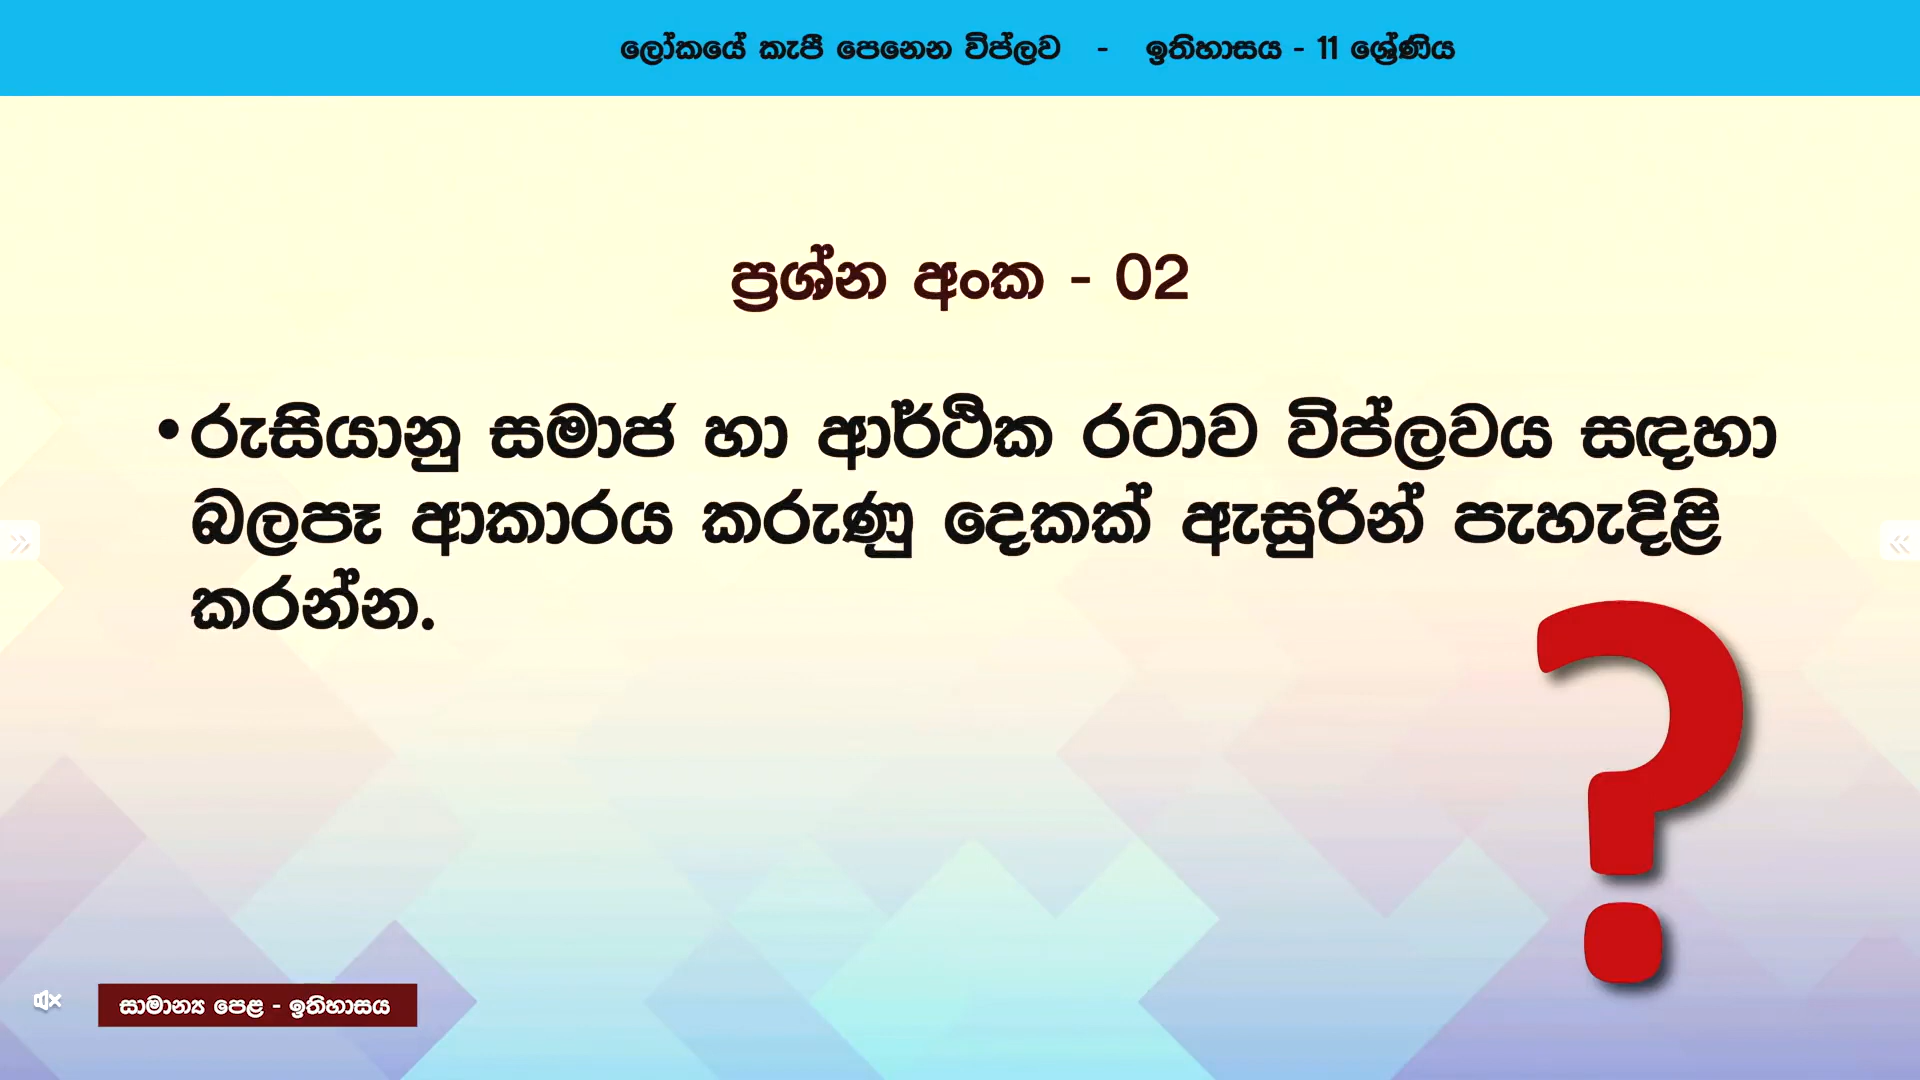 ලෝකයේ කැපී පෙනෙන විප්ලව - ඉතිහාසය - 11 ශ්‍රේණිය
ප්‍රශ්න අංක - 02
•රුසියානු සමාජ හා ආර්ථික රටාව විප්ලවය සඳහා
බලපෑ ආකාරය කරුණු දෙකක් ඇසුරින් පැහැදිළි
කරන්න.
සාමාන්‍ය පෙළ - ඉතිහාසය